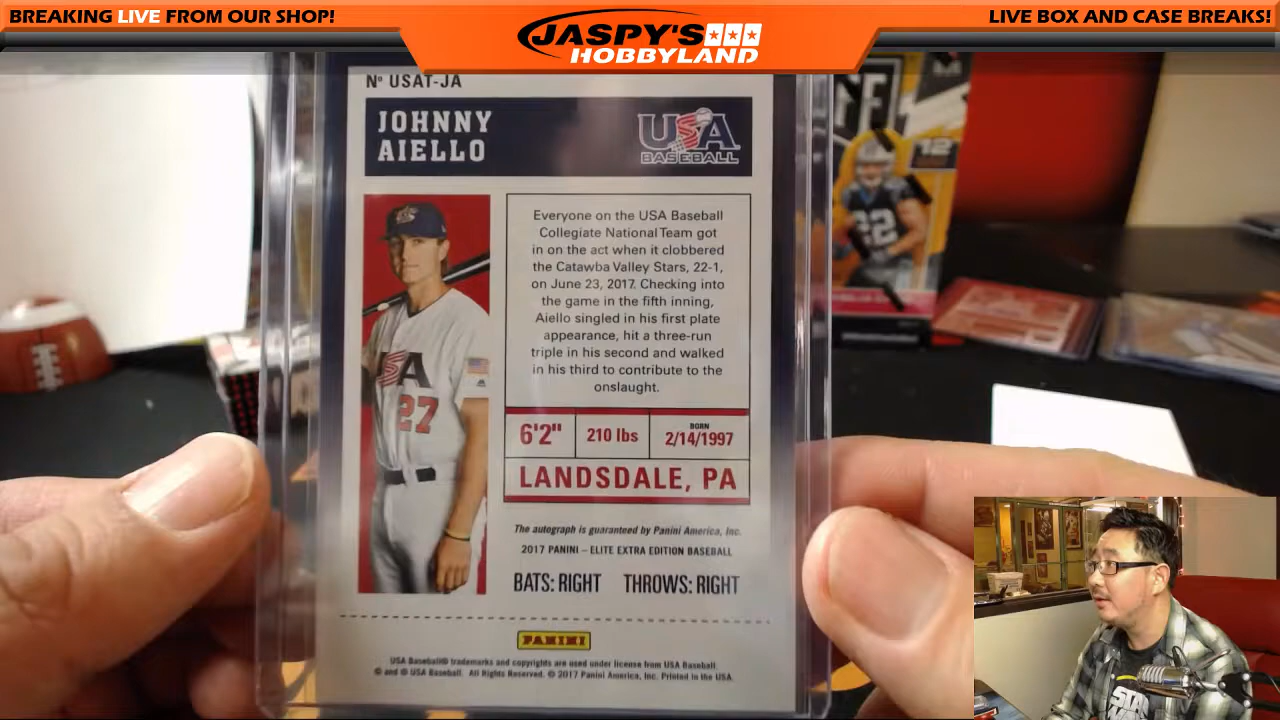 BREAKING LIVE FROM OUR SHOP!
JASPY'S
HOBBYLAND
LIVE BOX AND CASE BREAKS!
Nº USAT-JA
JOHNNY
AIELLO
USA
BASEBALL
Everyone on the USA Baseball
Collegiate National Team got
in on the act when it clobbered
the Catawba Valley Stars, 22-1,
on June 23, 2017. Checking into
the game in the fifth inning,
Aiello singled in his first plate
appearance, hit a three-run
triple in his second and walked
in his third to contribute to the
onslaught.
6'2"
210 lbs
BORN
2/14/1997
LANDSDALE, PA
The autograph is guaranteed by Panini America, Inc.
2017 PANINI – ELITE EXTRA EDITION BASEBALL
BATS: RIGHT THROWS: RIGHT
PANINI
USA Baseball® trademarks and copyrights are used under license from USA Baseball.
© and ® USA Baseball. All Rights Reserved. © 2017 Panini America, Inc. Printed in the USA.
27
12
22
STAR